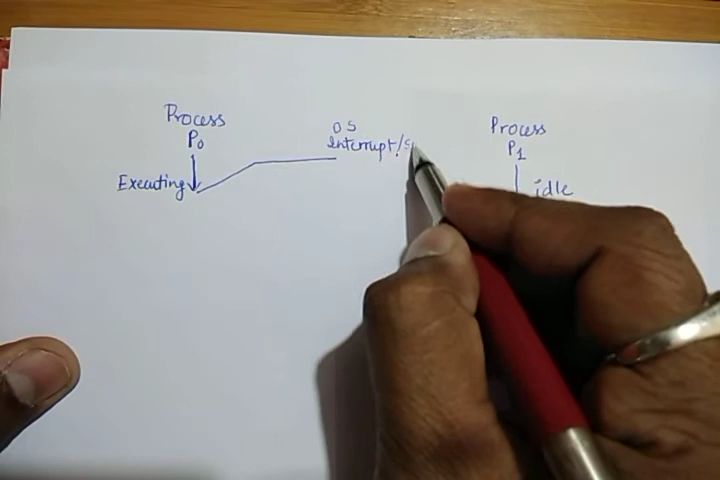 Process
P0
Executing
OS
Interrupt/S
Process
P1
idle